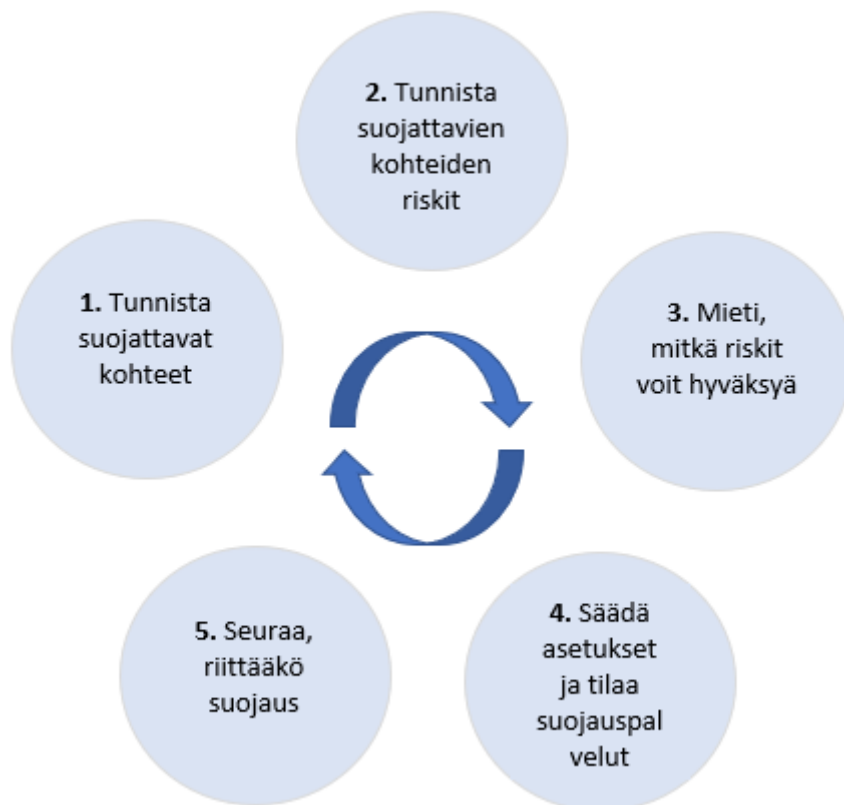 1. Tunnista
suojattavat
kohteet
2. Tunnista
suojattavien
kohteiden
riskit
3. Mieti,
mitkä riskit
voit hyväksyä
4. Säädä
asetukset
ja tilaa
suojauspal
velut
5. Seuraa,
riittääkö
suojaus